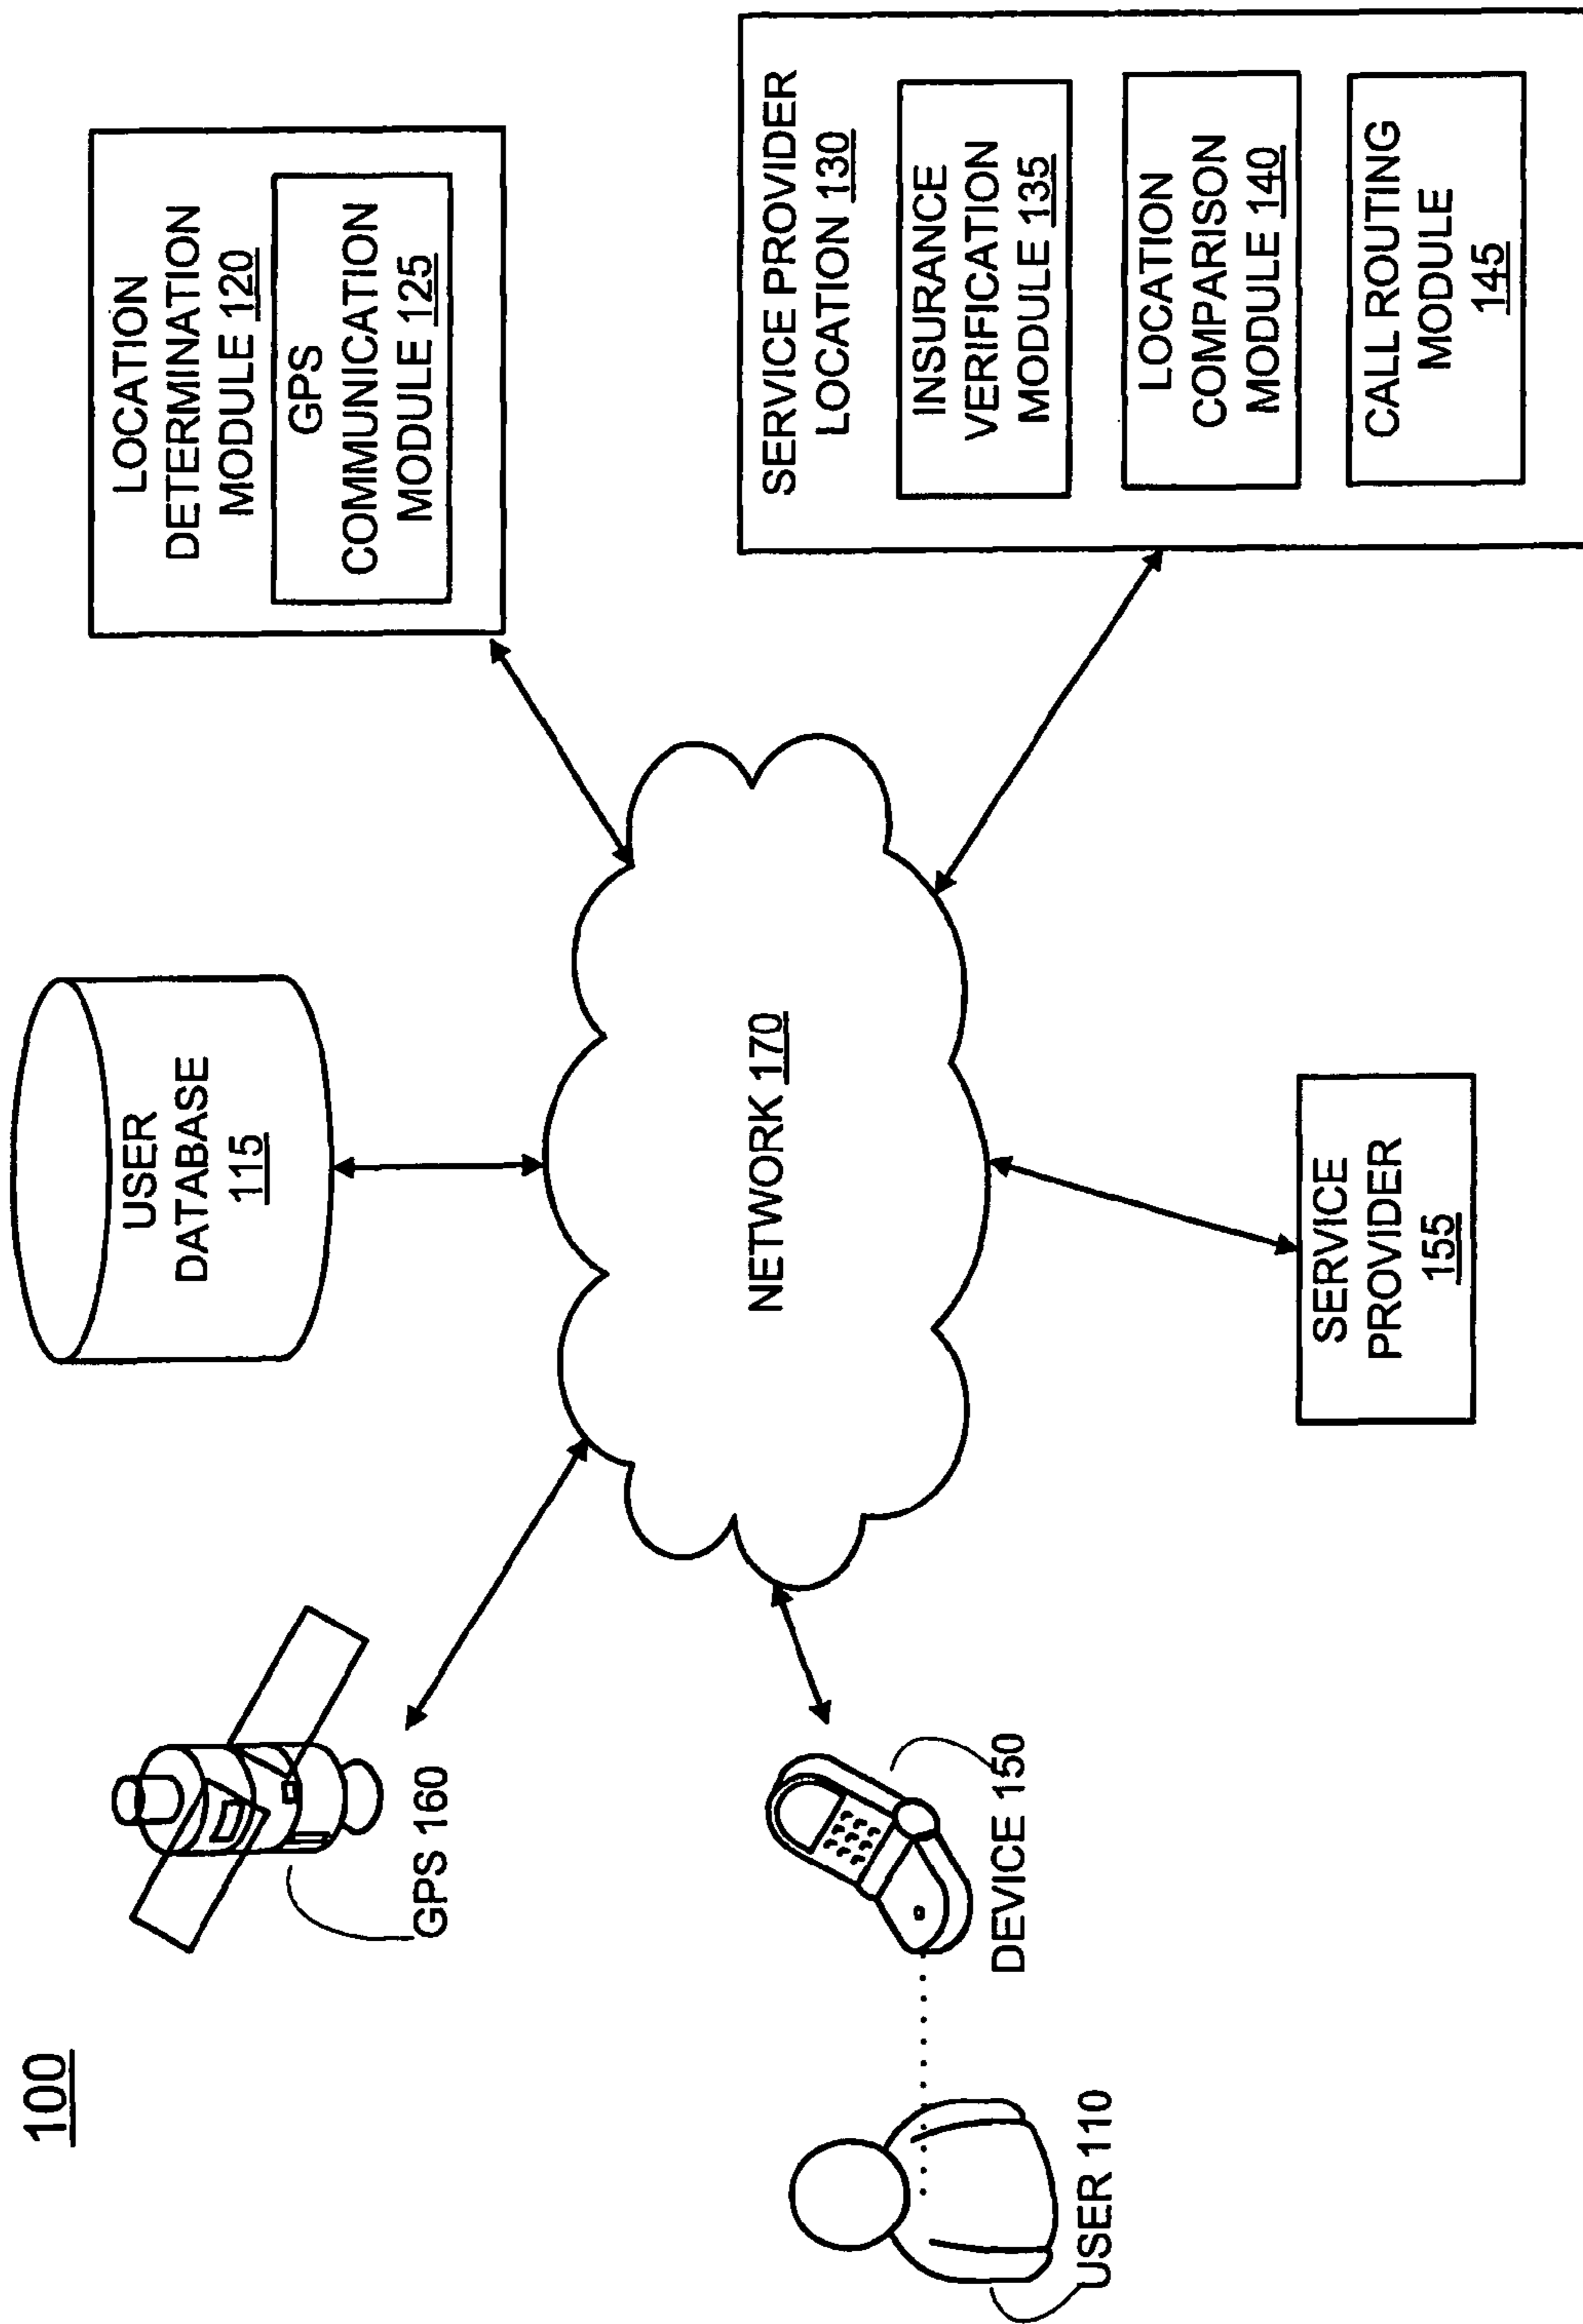 100
USER
DATABASE
115
LOCATION
DETERMINATION
MODULE 120
GPS
COMMUNICATION
MODULE 125
GPS 160
NETWORK 170
SERVICE PROVIDER
LOCATION 130
INSURANCE
VERIFICATION
MODULE 135
LOCATION
COMPARISON
MODULE 140
CALL ROUTING
MODULE
145
DEVICE 150
USER 110
SERVICE
PROVIDER
155